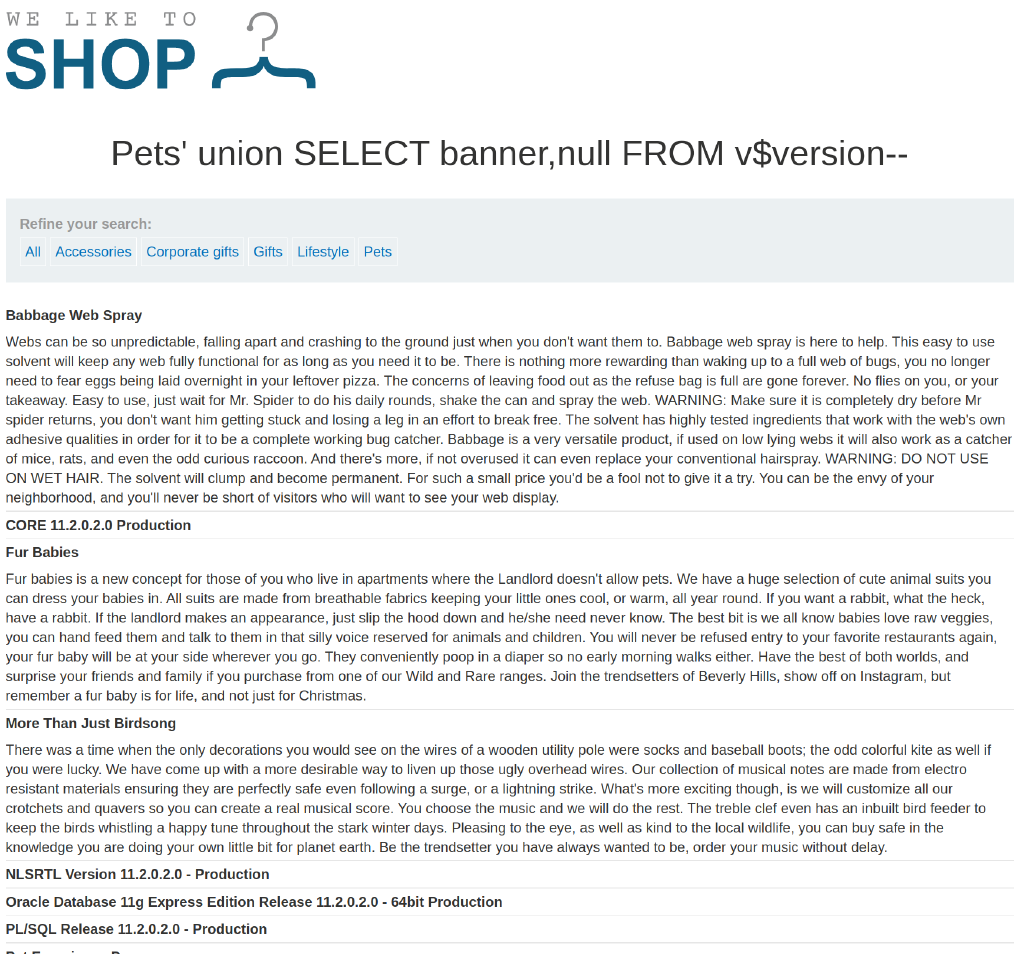 WE LIKE TO
SHOP
Pets' union SELECT banner,null FROM v$version--
Refine your search:
All Accessories Corporate gifts Gifts Lifestyle Pets
Babbage Web Spray
Webs can be so unpredictable, falling apart and crashing to the ground just when you don't want them to. Babbage web spray is here to help. This easy to use
solvent will keep any web fully functional for as long as you need it to be. There is nothing more rewarding than waking up to a full web of bugs, you no longer
need to fear eggs being laid overnight in your leftover pizza. The concerns of leaving food out as the refuse bag is full are gone forever. No flies on you, or your
takeaway. Easy to use, just wait for Mr. Spider to do his daily rounds, shake the can and spray the web. WARNING: Make sure it is completely dry before Mr
spider returns, you don't want him getting stuck and losing a leg in an effort to break free. The solvent has highly tested ingredients that work with the web's own
adhesive qualities in order for it to be a complete working bug catcher. Babbage is a very versatile product, if used on low lying webs it will also work as a catcher
of mice, rats, and even the odd curious raccoon. And there's more, if not overused it can even replace your conventional hairspray. WARNING: DO NOT USE
ON WET HAIR. The solvent will clump and become permanent. For such a small price you'd be a fool not to give it a try. You can be the envy of your
neighborhood, and you'll never be short of visitors who will want to see your web display.
CORE 11.2.0.2.0 Production
Fur Babies
Fur babies is a new concept for those of you who live in apartments where the Landlord doesn't allow pets. We have a huge selection of cute animal suits you
can dress your babies in. All suits are made from breathable fabrics keeping your little ones cool, or warm, all year round. If you want a rabbit, what the heck,
have a rabbit. If the landlord makes an appearance, just slip the hood down and he/she need never know. The best bit is we all know babies love raw veggies,
you can hand feed them and talk to them in that silly voice reserved for animals and children. You will never be refused entry to your favorite restaurants again,
your fur baby will be at your side wherever you go. They conveniently poop in a diaper so no early morning walks either. Have the best of both worlds, and
surprise your friends and family if you purchase from one of our Wild and Rare ranges. Join the trendsetters of Beverly Hills, show off on Instagram, but
remember a fur baby is for life, and not just for Christmas.
More Than Just Birdsong
There was a time when the only decorations you would see on the wires of a wooden utility pole were socks and baseball boots; the odd colorful kite as well if
you were lucky. We have come up with a more desirable way to liven up those ugly overhead wires. Our collection of musical notes are made from electro
resistant materials ensuring they are perfectly safe even following a surge, or a lightning strike. What's more exciting though, is we will customize all our
crotchets and quavers so you can create a real musical score. You choose the music and we will do the rest. The treble clef even has an inbuilt bird feeder to
keep the birds whistling a happy tune throughout the stark winter days. Pleasing to the eye, as well as kind to the local wildlife, you can buy safe in the
knowledge you are doing your own little bit for planet earth. Be the trendsetter you have always wanted to be, order your music without delay.
NLSRTL Version 11.2.0.2.0 - Production
Oracle Database 11g Express Edition Release 11.2.0.2.0 - 64bit Production
PL/SQL Release 11.2.0.2.0 - Production